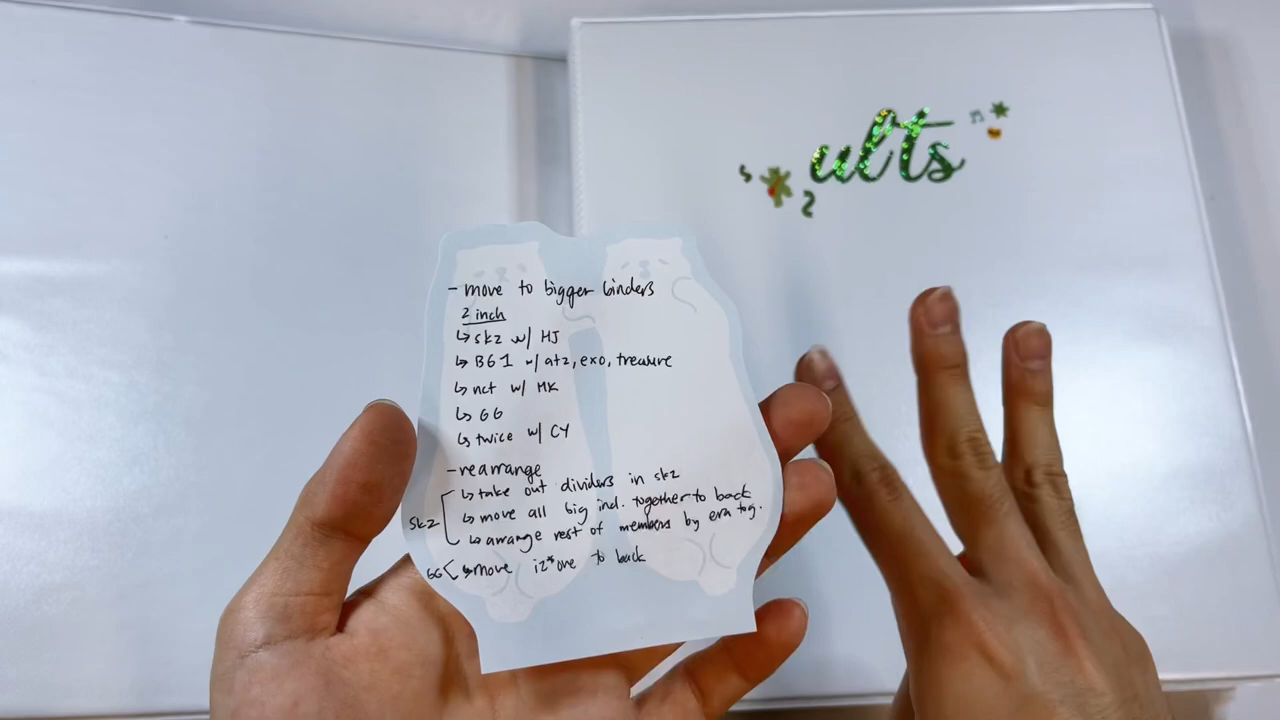 ults
- move to bigger binders
2 inch
↳ skz w/ HJ
↳ BG1 w/ atz, exo, treasure
↳ nct w/ MK
↳ GG
↳ twice w/ CY
- rearrange
skz
↳ take out dividers in skz
↳ move all big ind. together to back
↳ arrange rest of members by era tog.
GG ↳ move iz*one to back